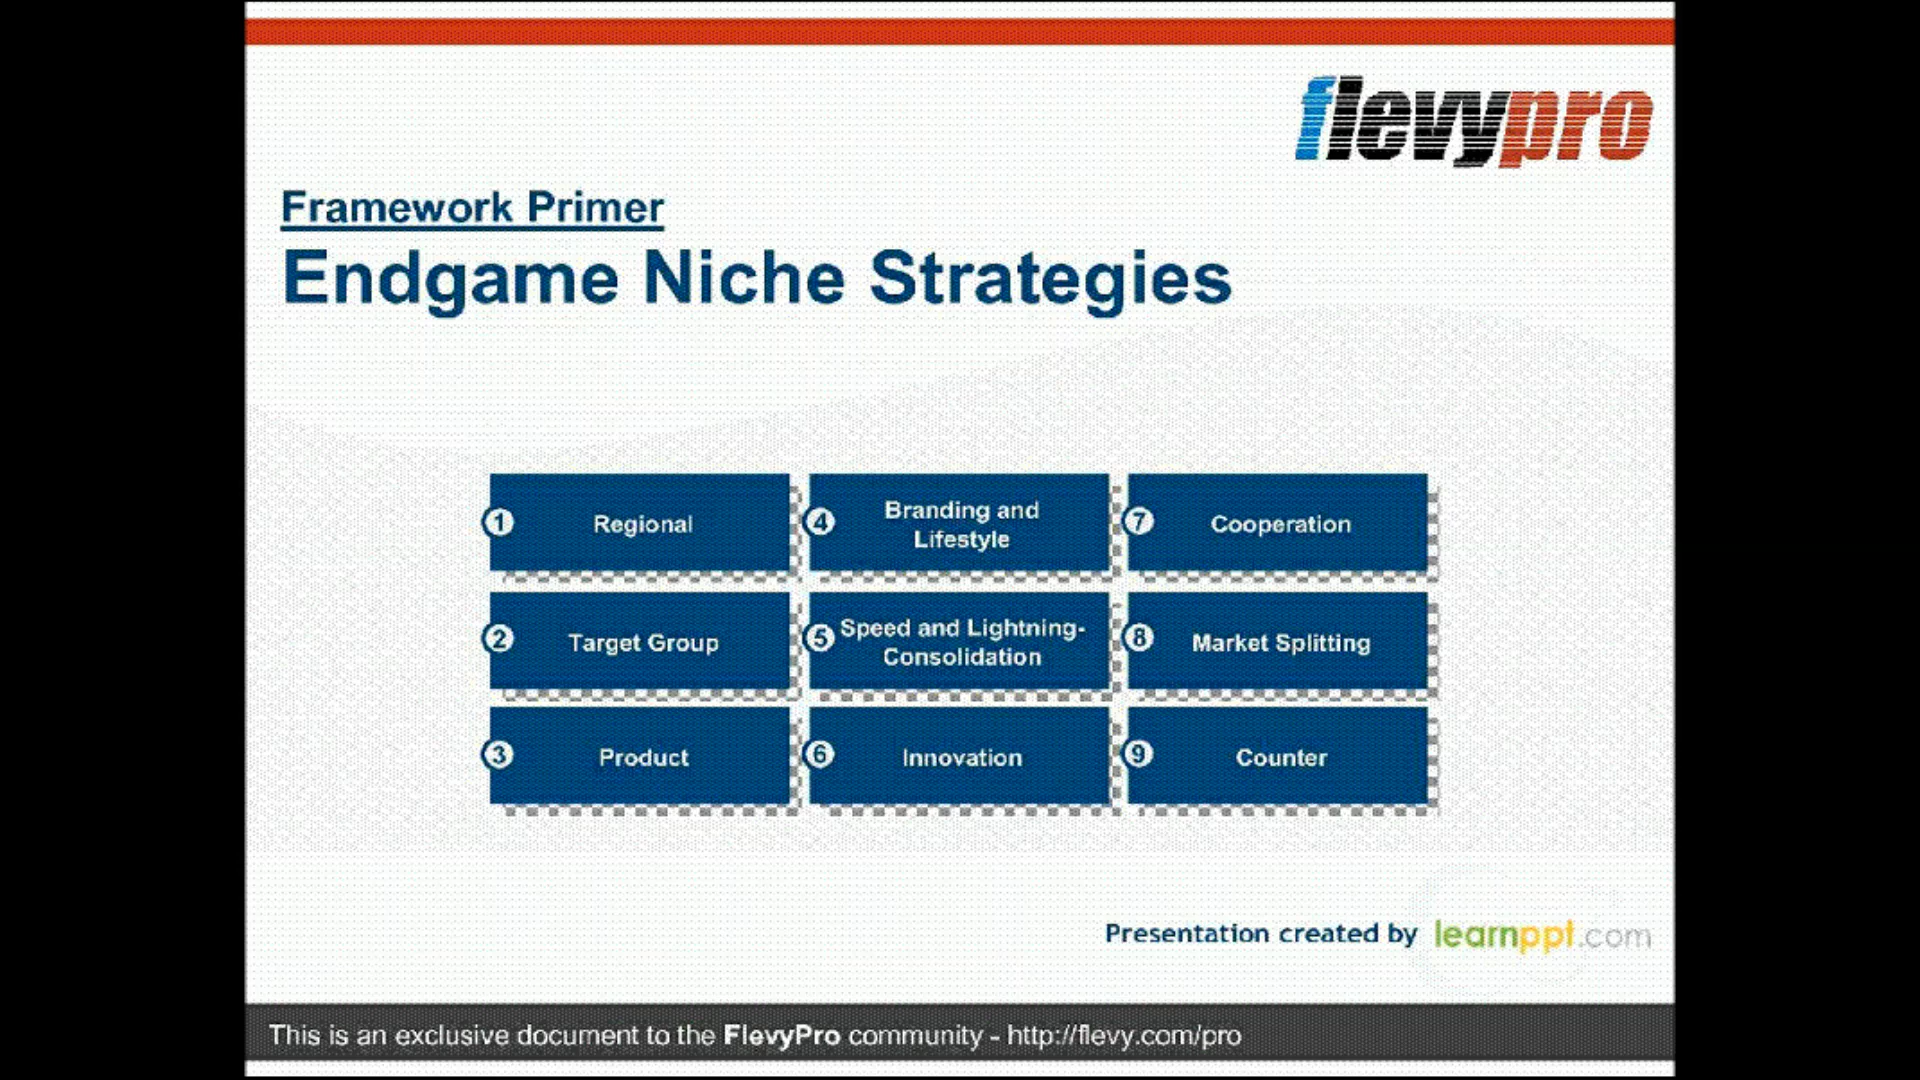 flevypro
Framework Primer
Endgame Niche Strategies
1 Regional
2 Target Group
3 Product
4 Branding and
Lifestyle
5 Speed and Lightning-
Consolidation
6 Innovation
7 Cooperation
8 Market Splitting
9 Counter
Presentation created by learnppt.com
This is an exclusive document to the FlevyPro community - http://flevy.com/pro